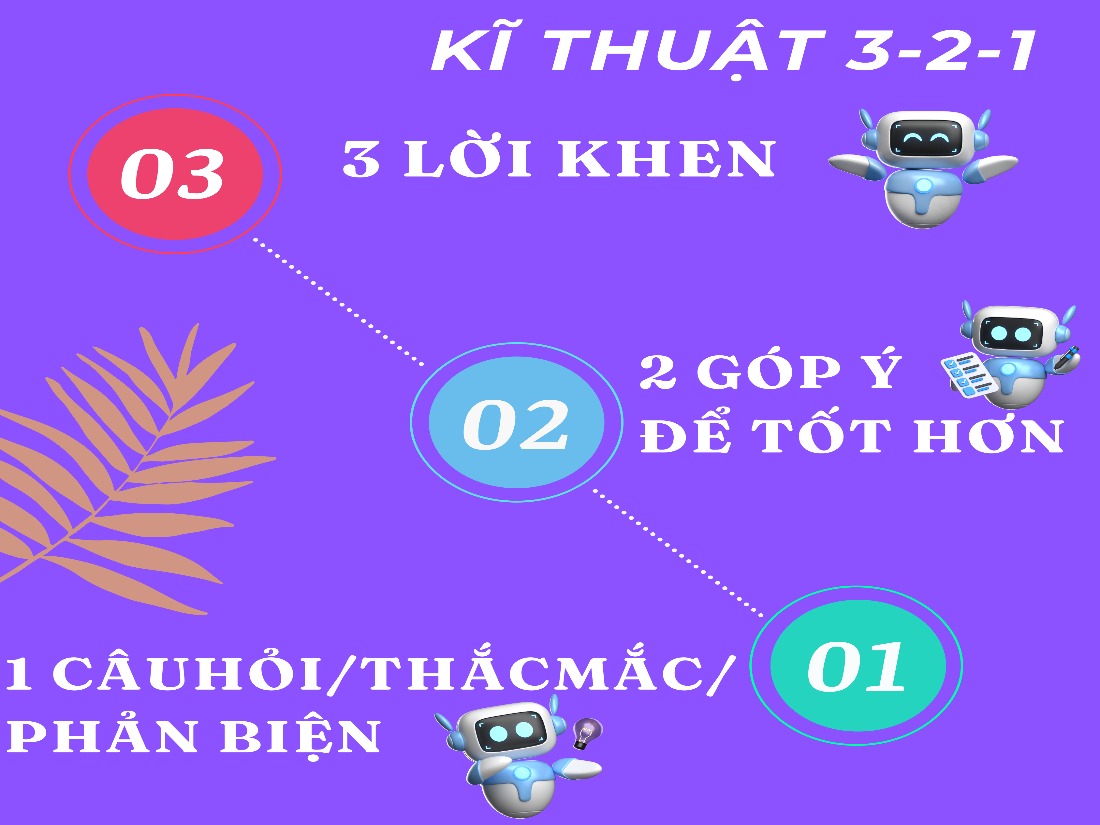 KĨ THUẬT 3-2-1
03
3 LỜI KHEN
02
2 GÓP Ý
ĐỂ TỐT HƠN
01
1 CÂUHỎI/THẮCMẮC/
PHẢN BIỆN